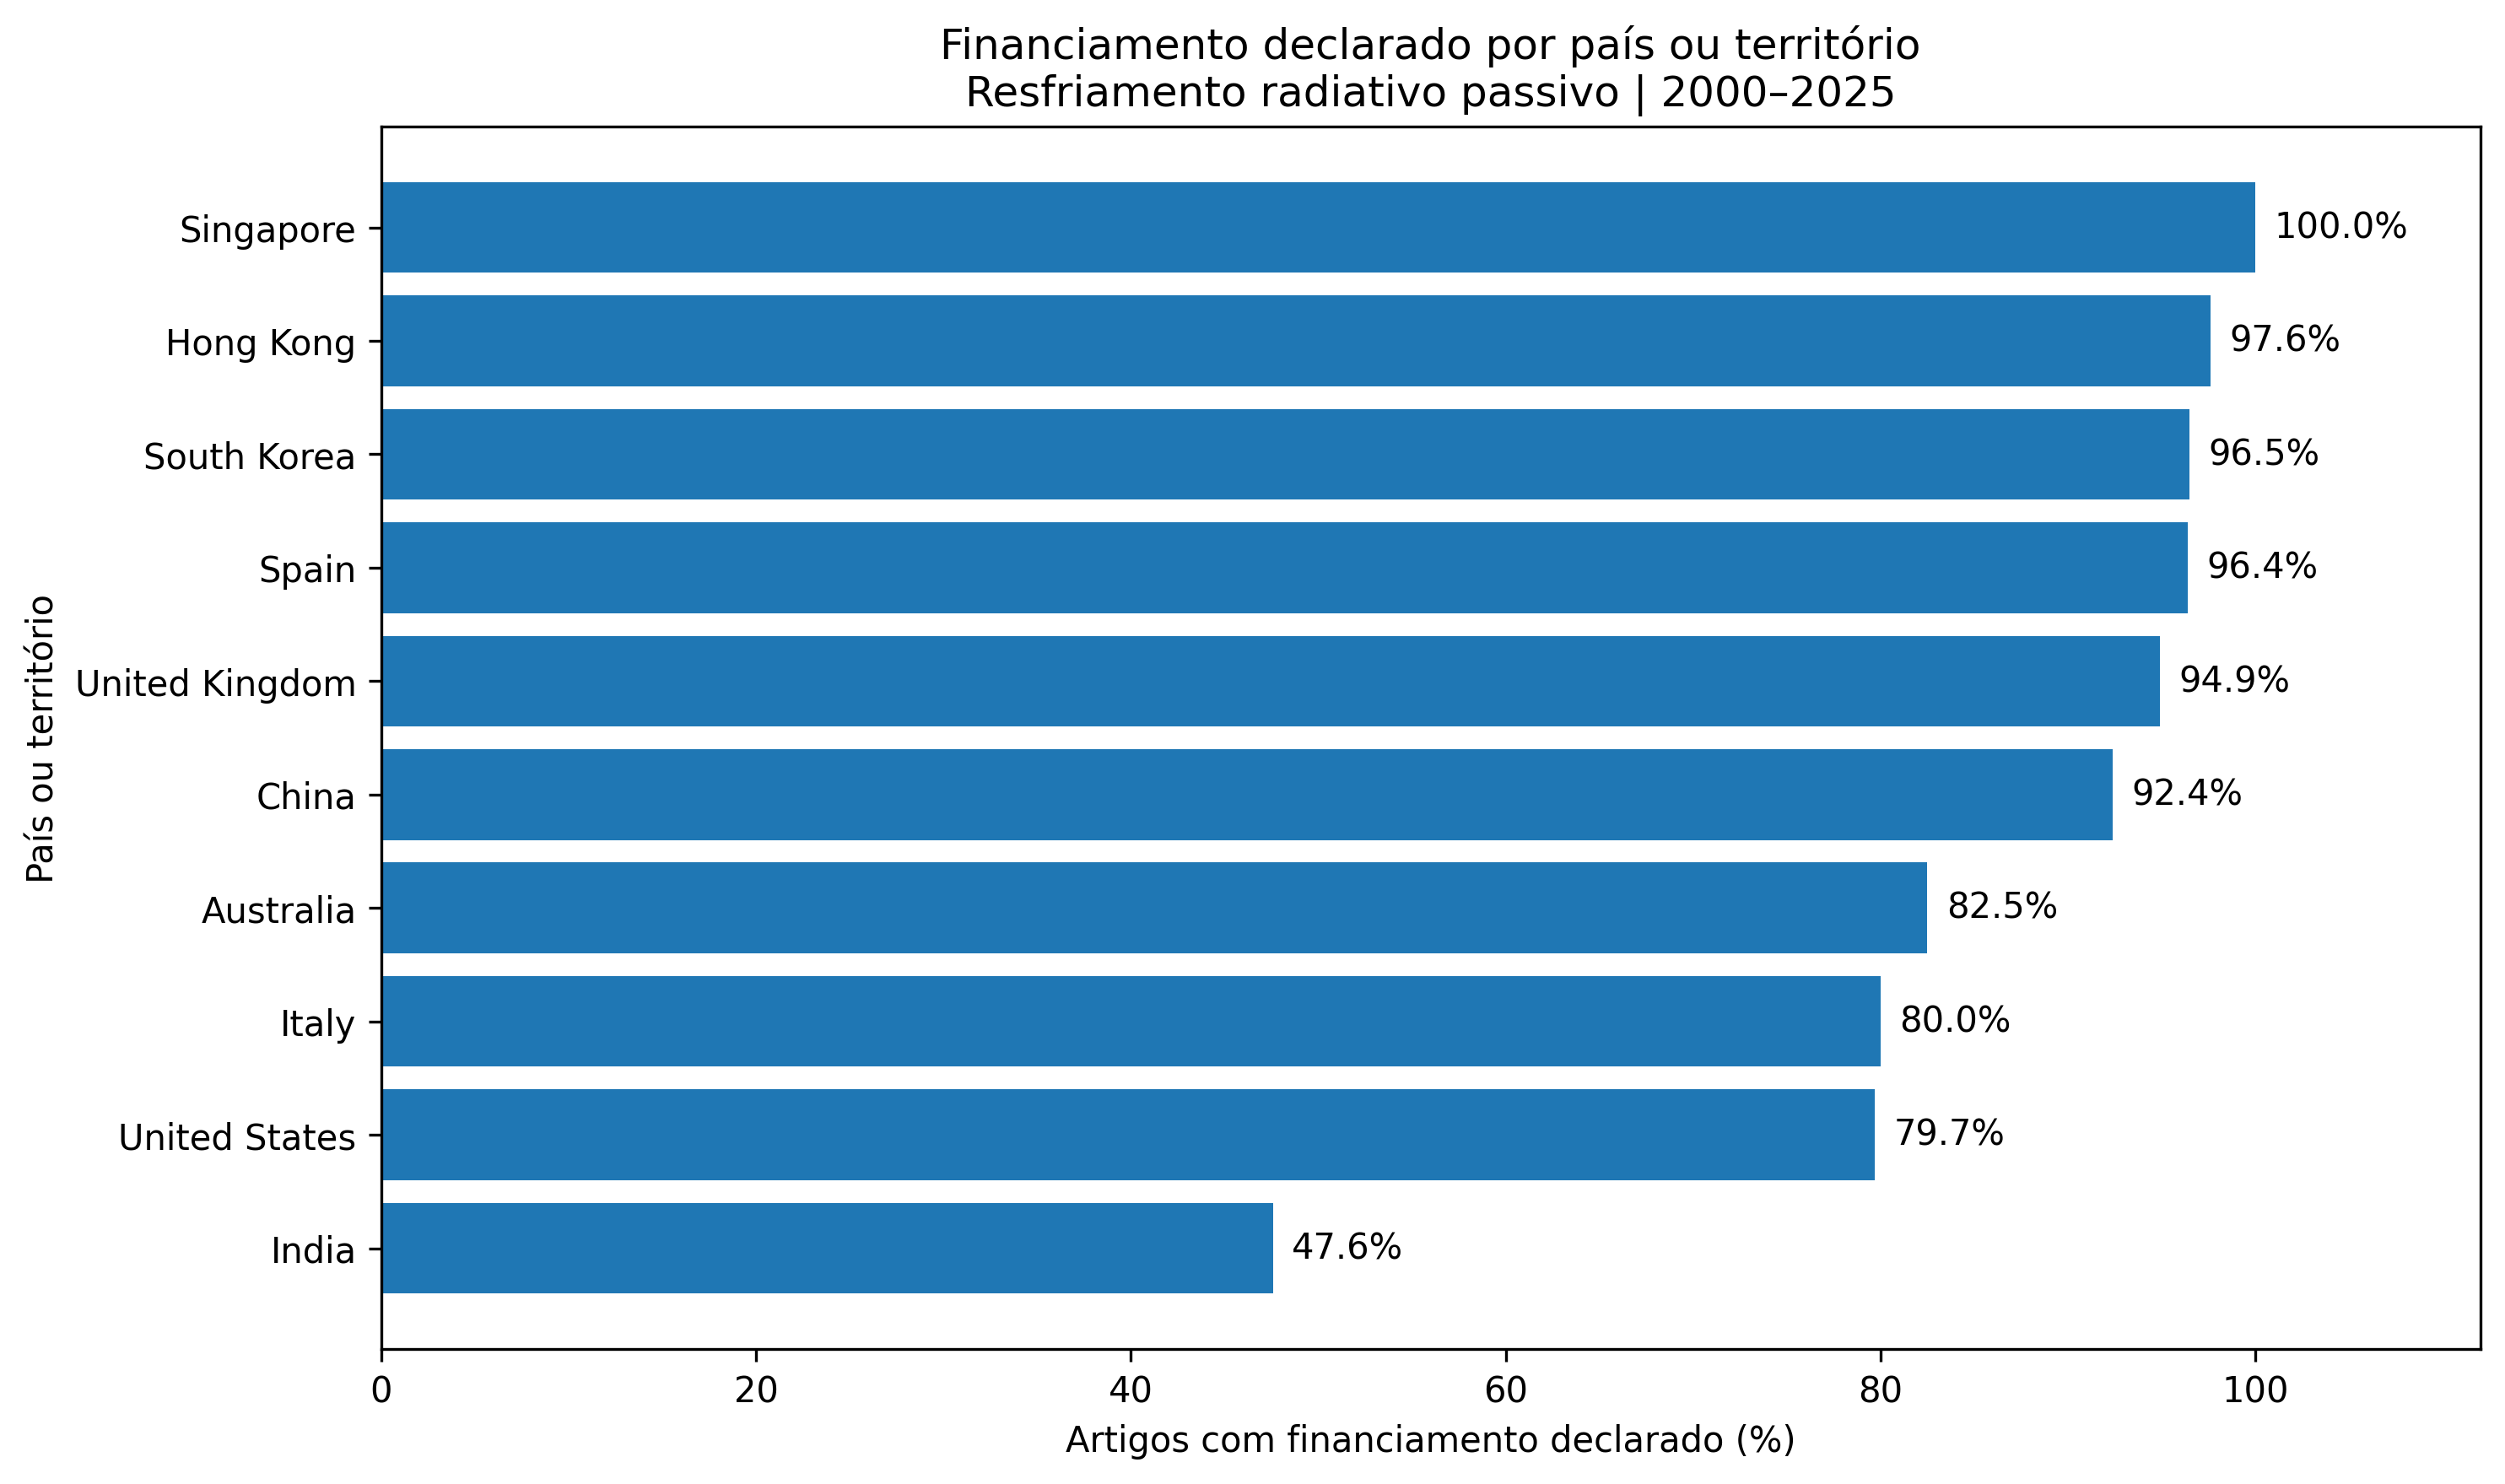 Financiamento declarado por país ou território
Resfriamento radiativo passivo | 2000–2025
País ou território
Singapore 100.0%
Hong Kong 97.6%
South Korea 96.5%
Spain 96.4%
United Kingdom 94.9%
China 92.4%
Australia 82.5%
Italy 80.0%
United States 79.7%
India 47.6%
0 20 40 60 80 100
Artigos com financiamento declarado (%)